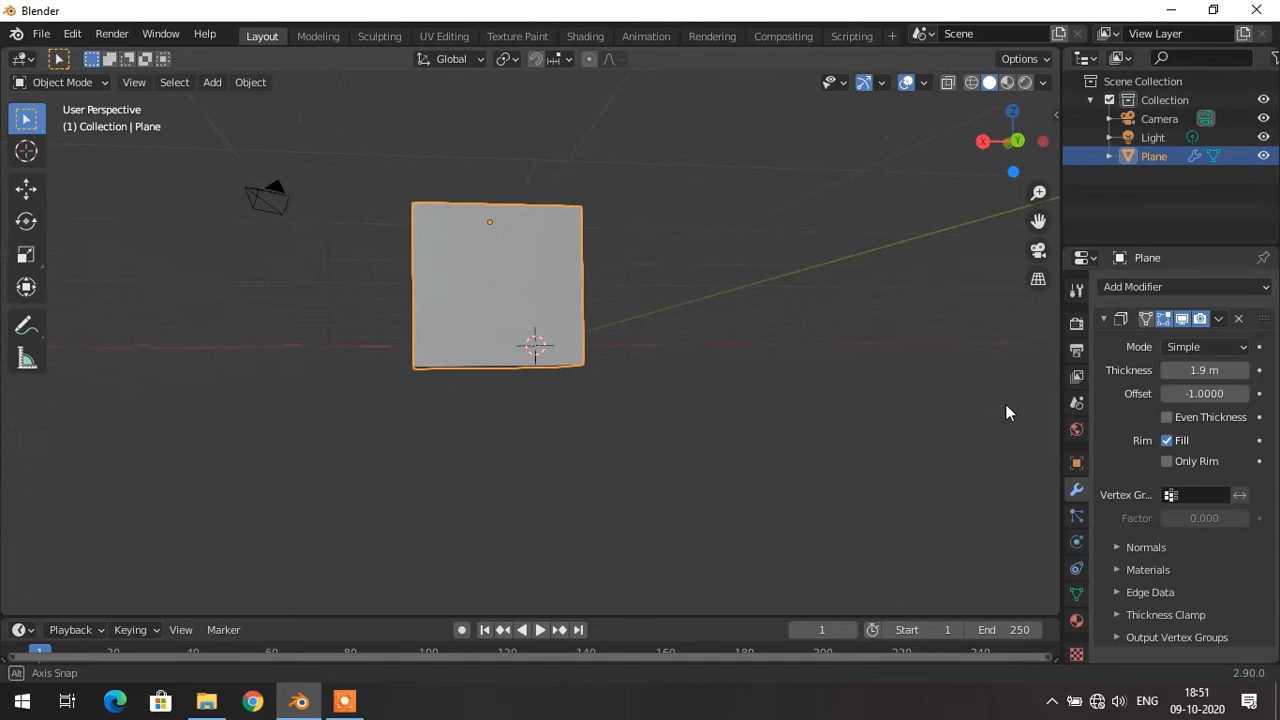 Blender
File Edit Render Window Help Layout Modeling Sculpting UV Editing Texture Paint Shading Animation Rendering Compositing Scripting + Scene View Layer
Global Options
Object Mode View Select Add Object
User Perspective
(1) Collection | Plane
X Y Z
Scene Collection
Collection
Camera
Light
Plane
Plane
Add Modifier
Mode Simple
Thickness 1.9 m
Offset -1.0000
Even Thickness
Rim Fill
Only Rim
Vertex Gr...
Factor 0.000
Normals
Materials
Edge Data
Thickness Clamp
Output Vertex Groups
Playback Keying View Marker 1 Start 1 End 250
1 20 40 60 80 100 120 140 160 180 200 220 240
Alt Axis Snap 2.90.0
ENG 18:51
09-10-2020